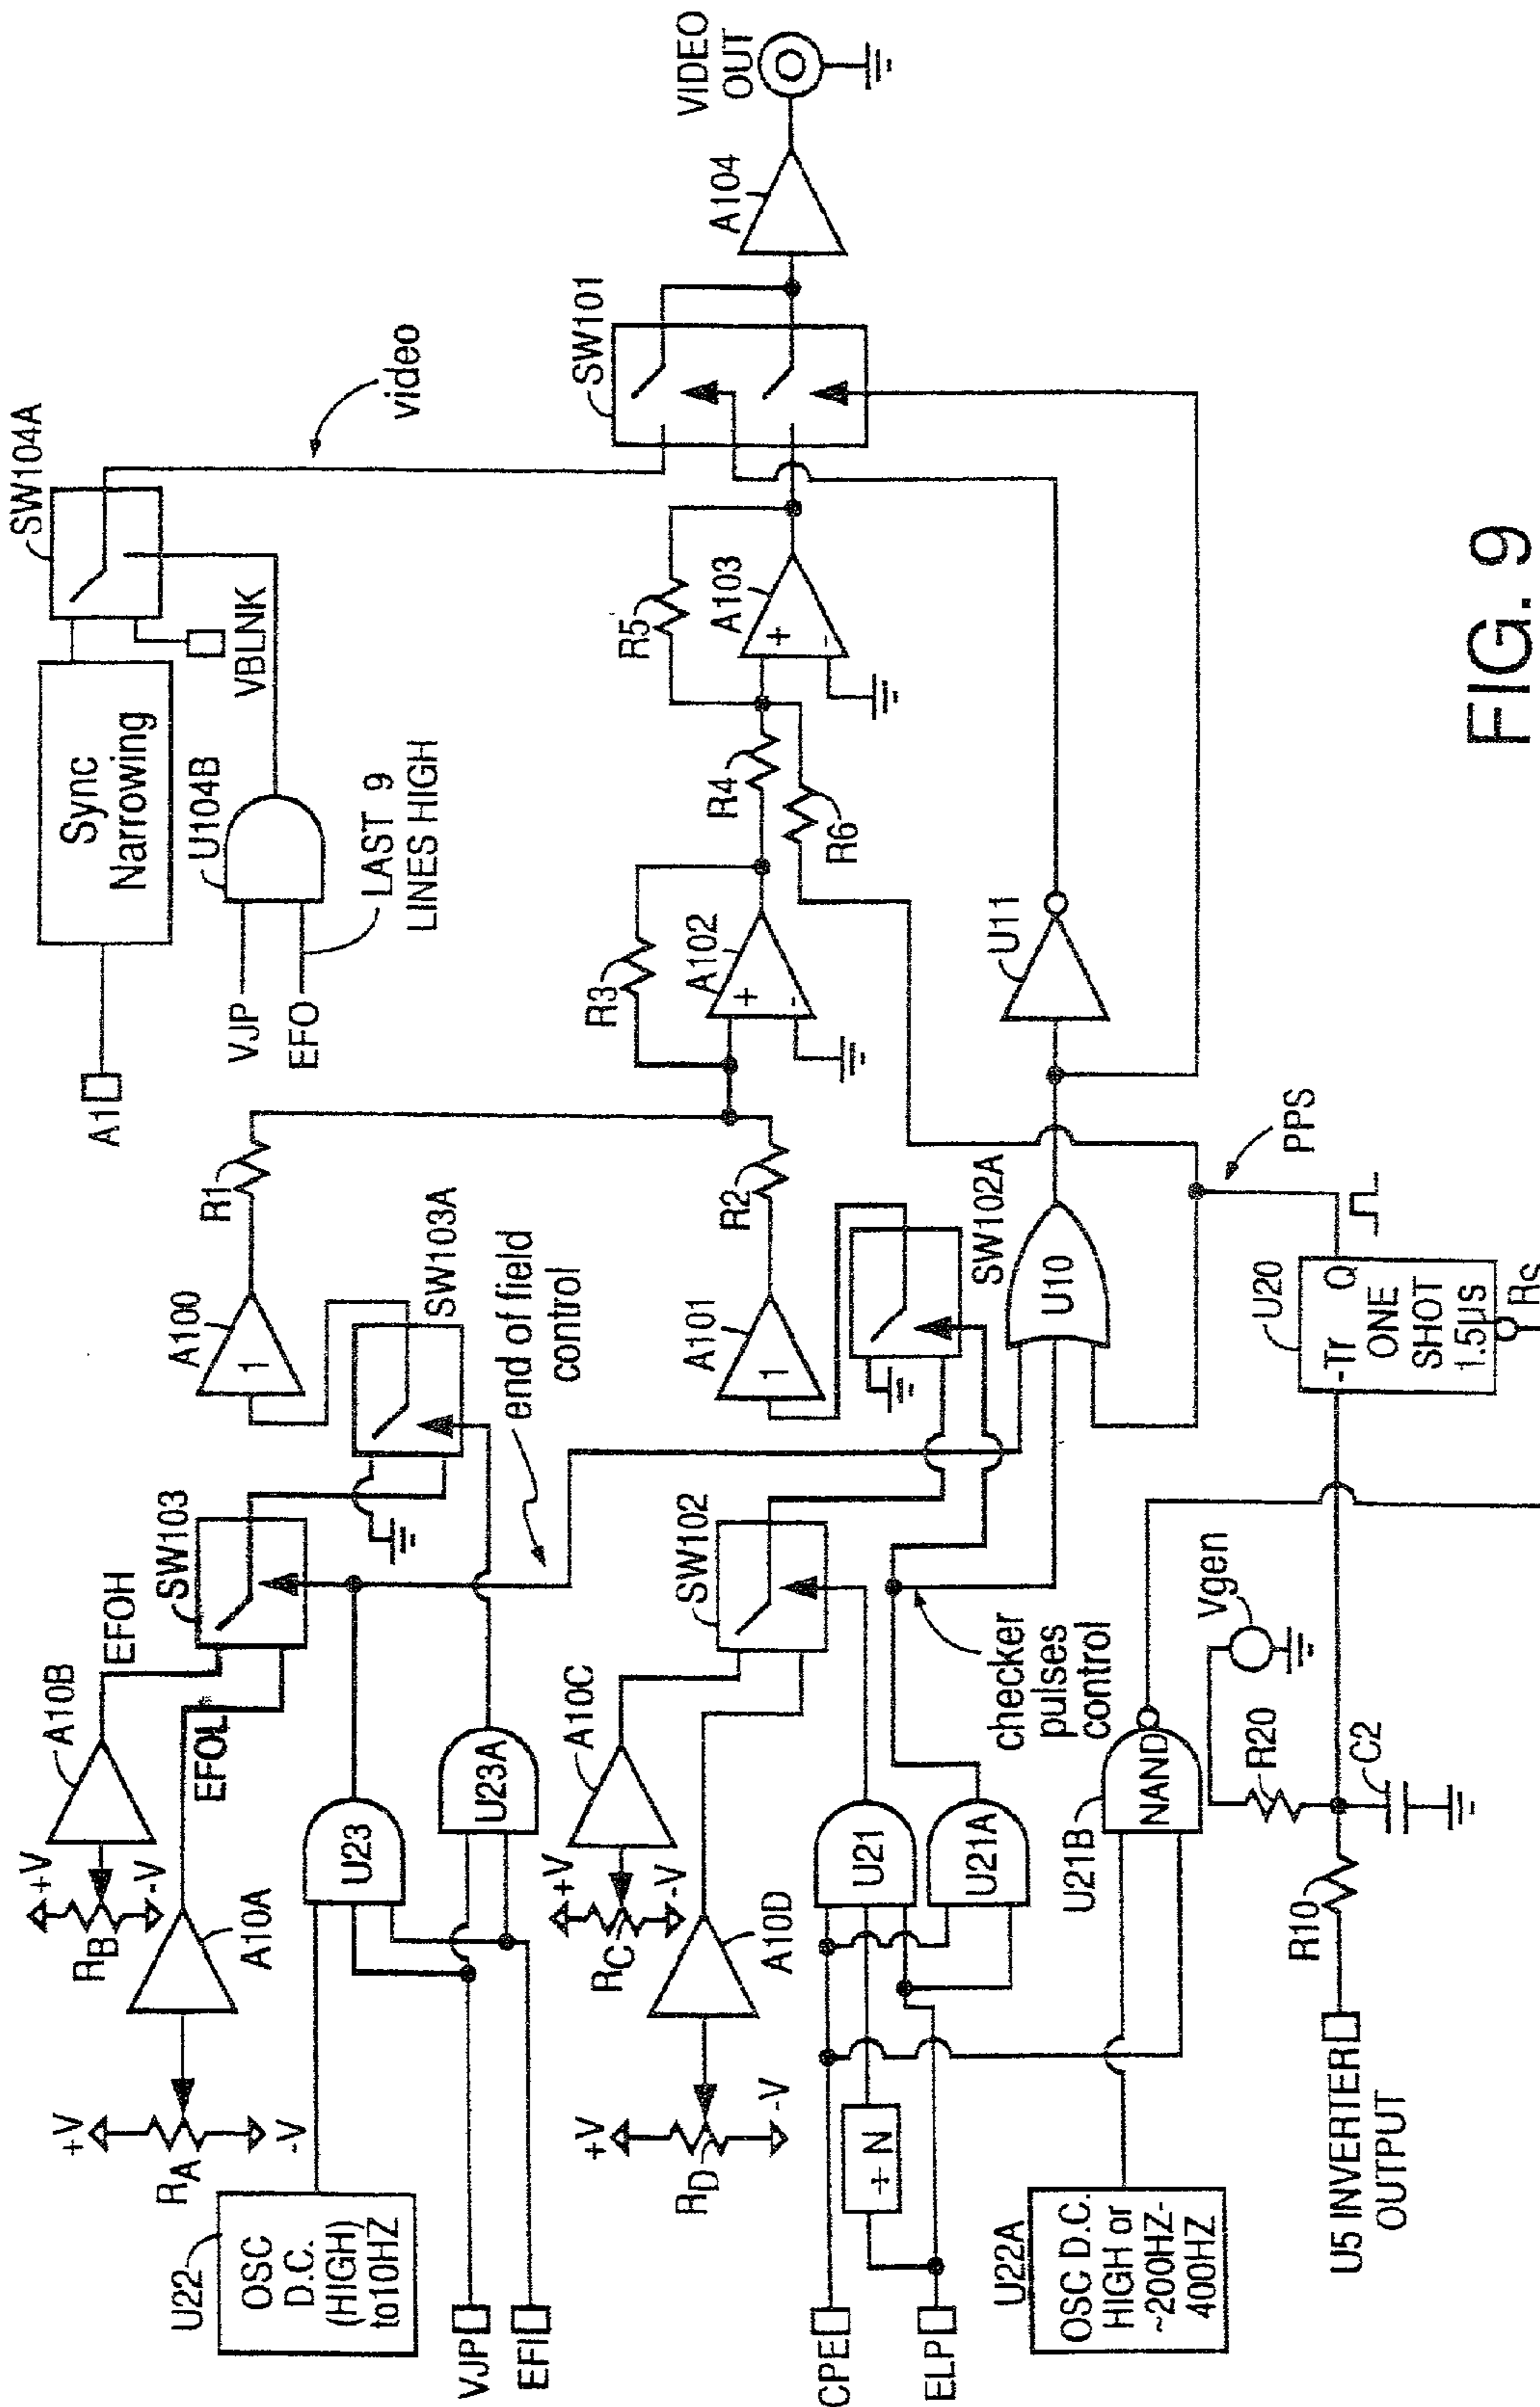 A1
Sync
Narrowing
SW104A
VBLNK
U104B
VJP
EFO
LAST 9
LINES HIGH
video
VIDEO
OUT
A104
SW101
+V
RB
-V
A10B
EFOH
+V
RA
-V
A10A
EFOL
SW103
A100
1
R1
SW103A
end of field
control
U22
OSC
D.C.
(HIGH)
to10HZ
U23
U23A
VJP
EFI
R3
+
-
A102
R4
R5
+
-
A103
R6
+V
RC
-V
A10C
+V
RD
-V
A10D
SW102
A101
1
R2
SW102A
U10
U11
CPE
ELP
÷ N
U21
U21A
checker
pulses
control
U22A
OSC D.C.
HIGH or
~200HZ-
400HZ
U21B
NAND
Vgen
R20
C2
R10
U5 INVERTER
OUTPUT
-Tr
Q
ONE
SHOT
1.5µs
U20
RS
PPS
FIG. 9